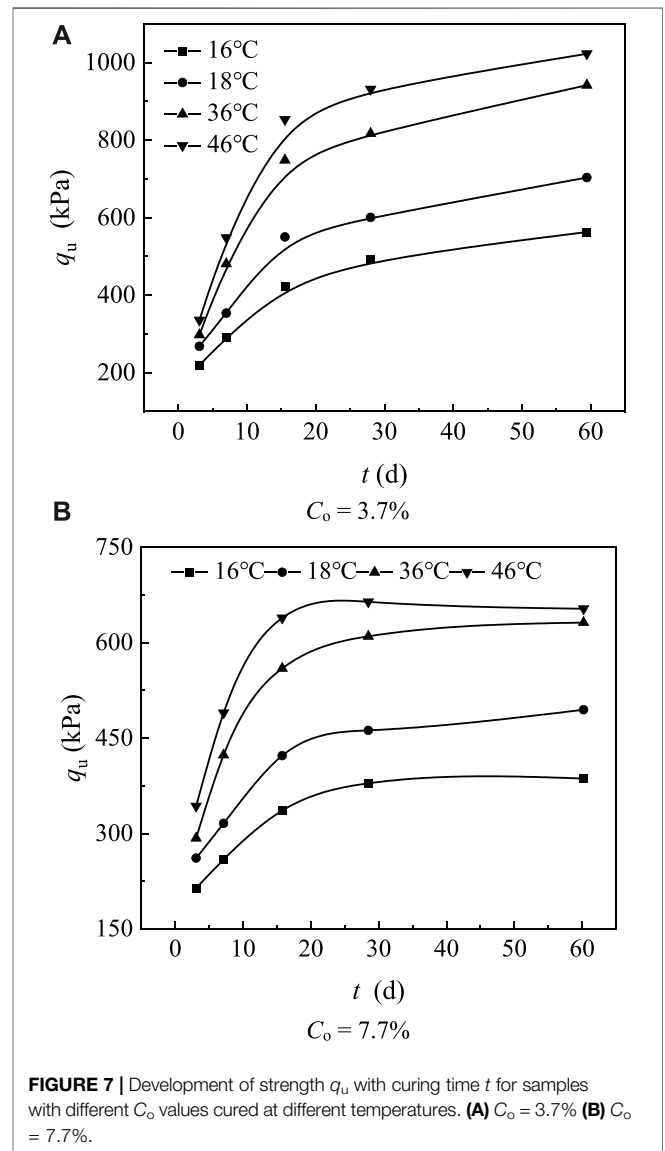 A
16°C
18°C
36°C
46°C
1000
800
600
400
200
qu (kPa)
0 10 20 30 40 50 60
t (d)
Co = 3.7%
B
16°C 18°C 36°C 46°C
750
600
450
300
150
qu (kPa)
0 10 20 30 40 50 60
t (d)
Co = 7.7%
FIGURE 7 | Development of strength qu with curing time t for samples
with different Co values cured at different temperatures. (A) Co = 3.7% (B) Co
= 7.7%.